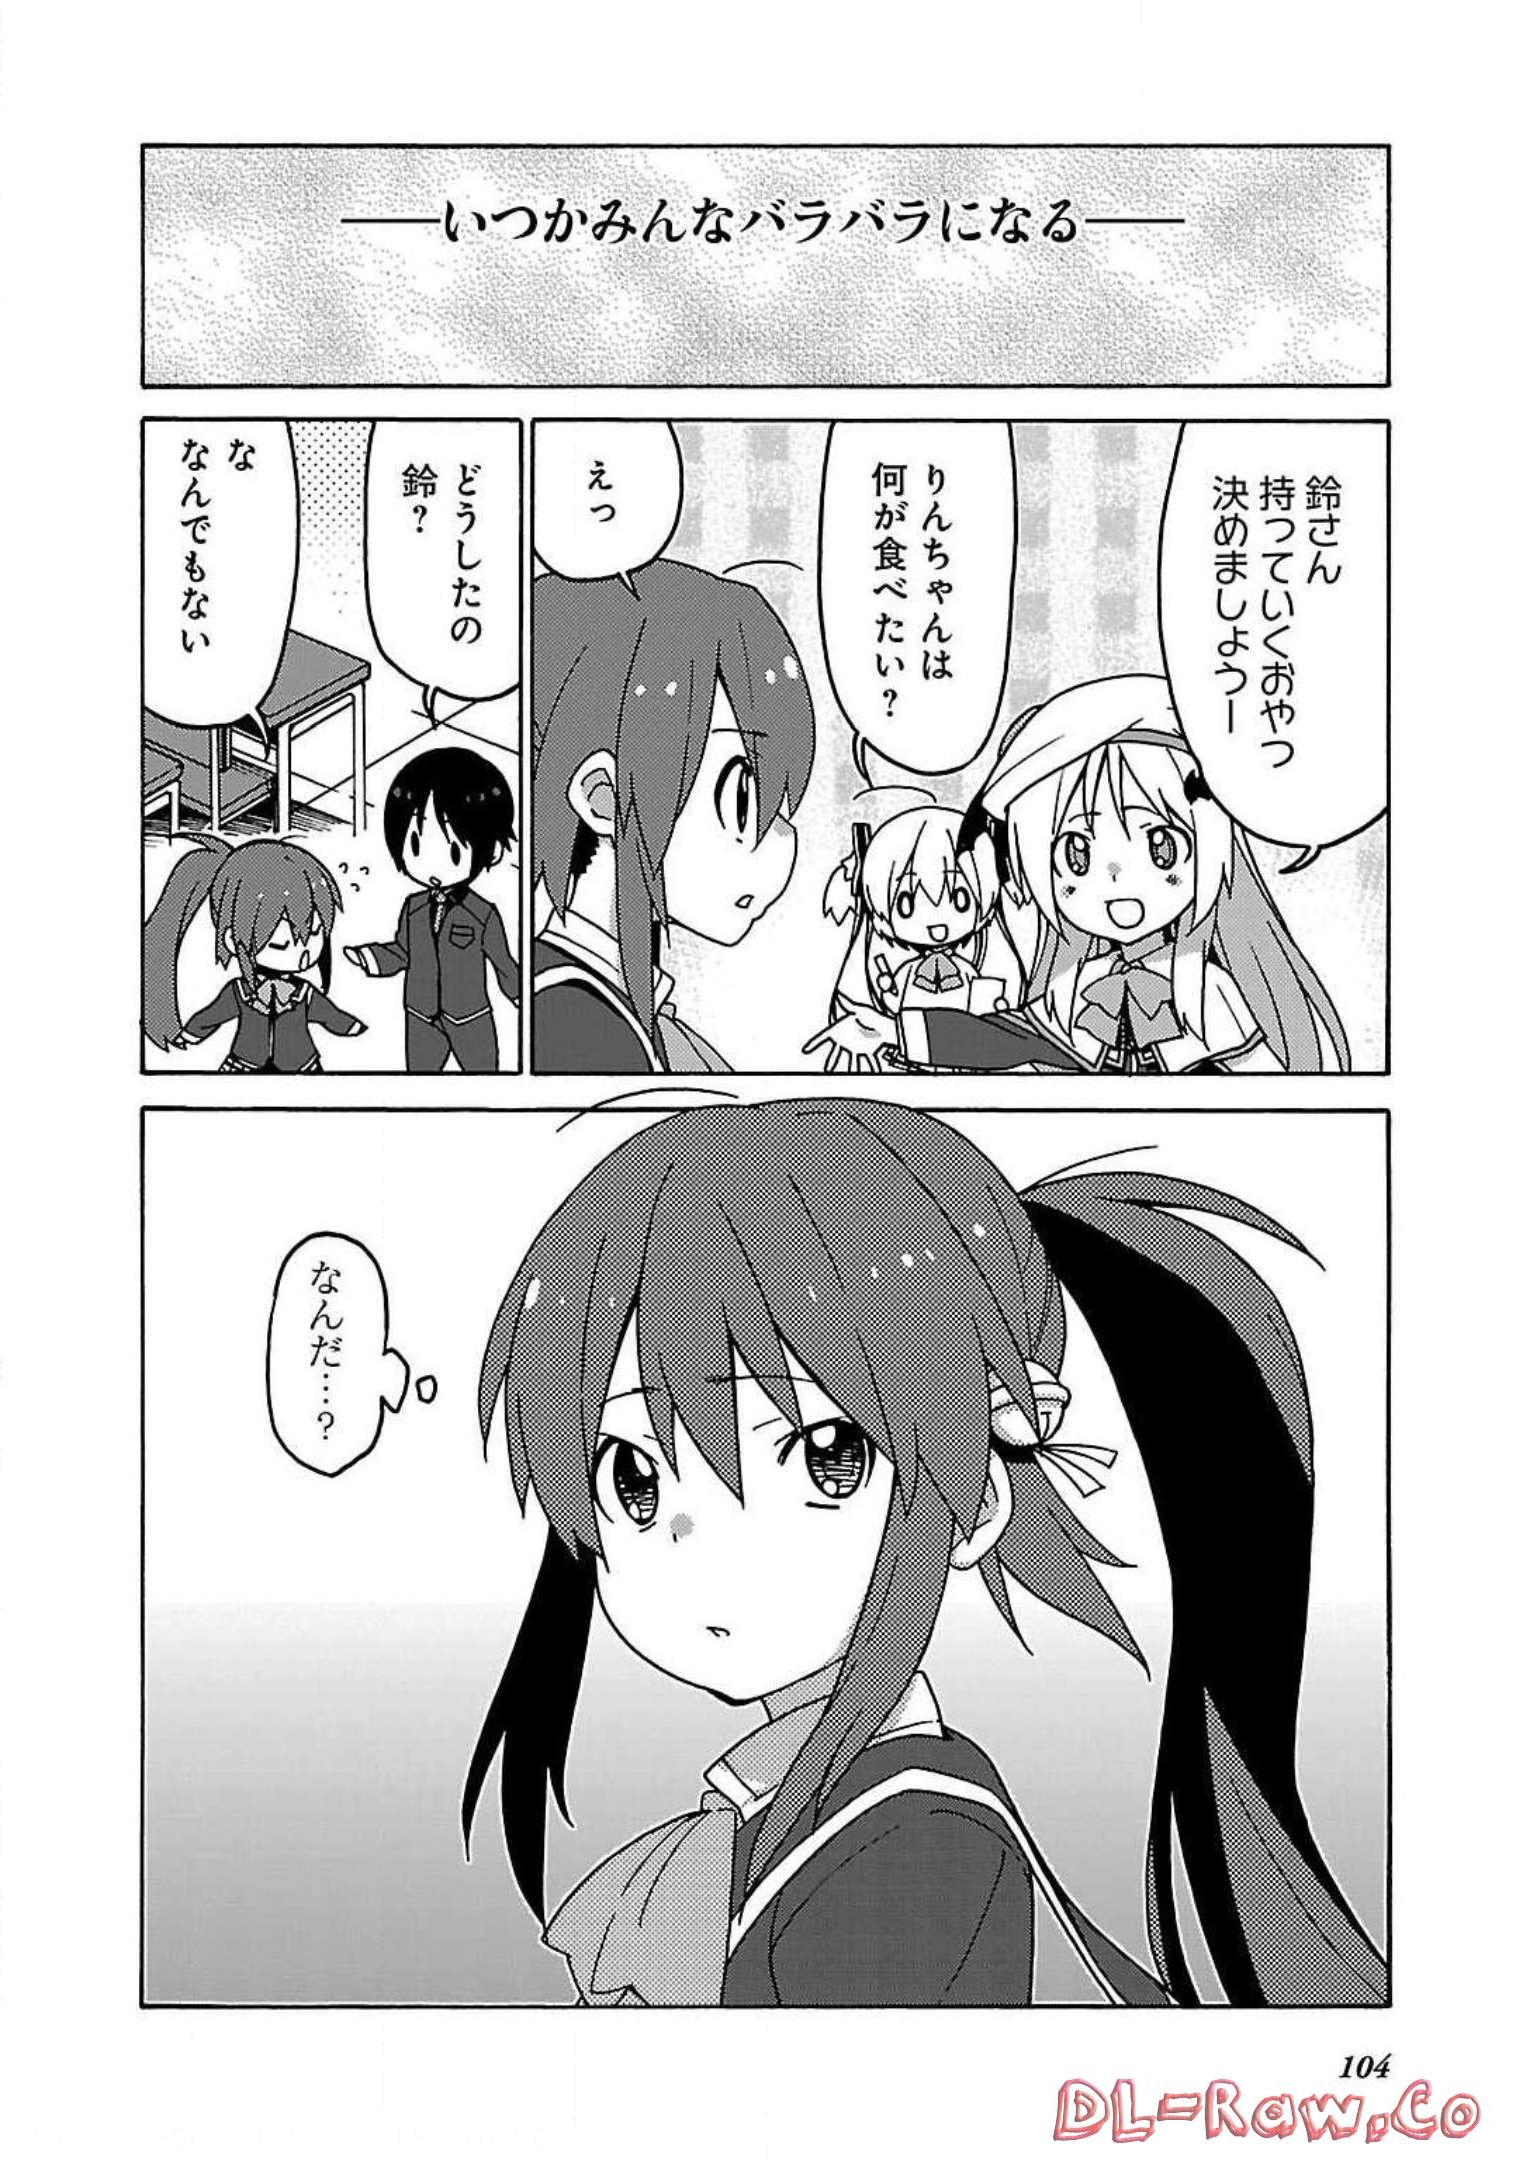 ――いつかみんなバラバラになる――
鈴さん
持っていくおやつ
決めましょうー
りんちゃんは
何が食べたい？
えっ
どうしたの
鈴？
な
なんでもない
なんだ…？
104
DL-Raw.Co